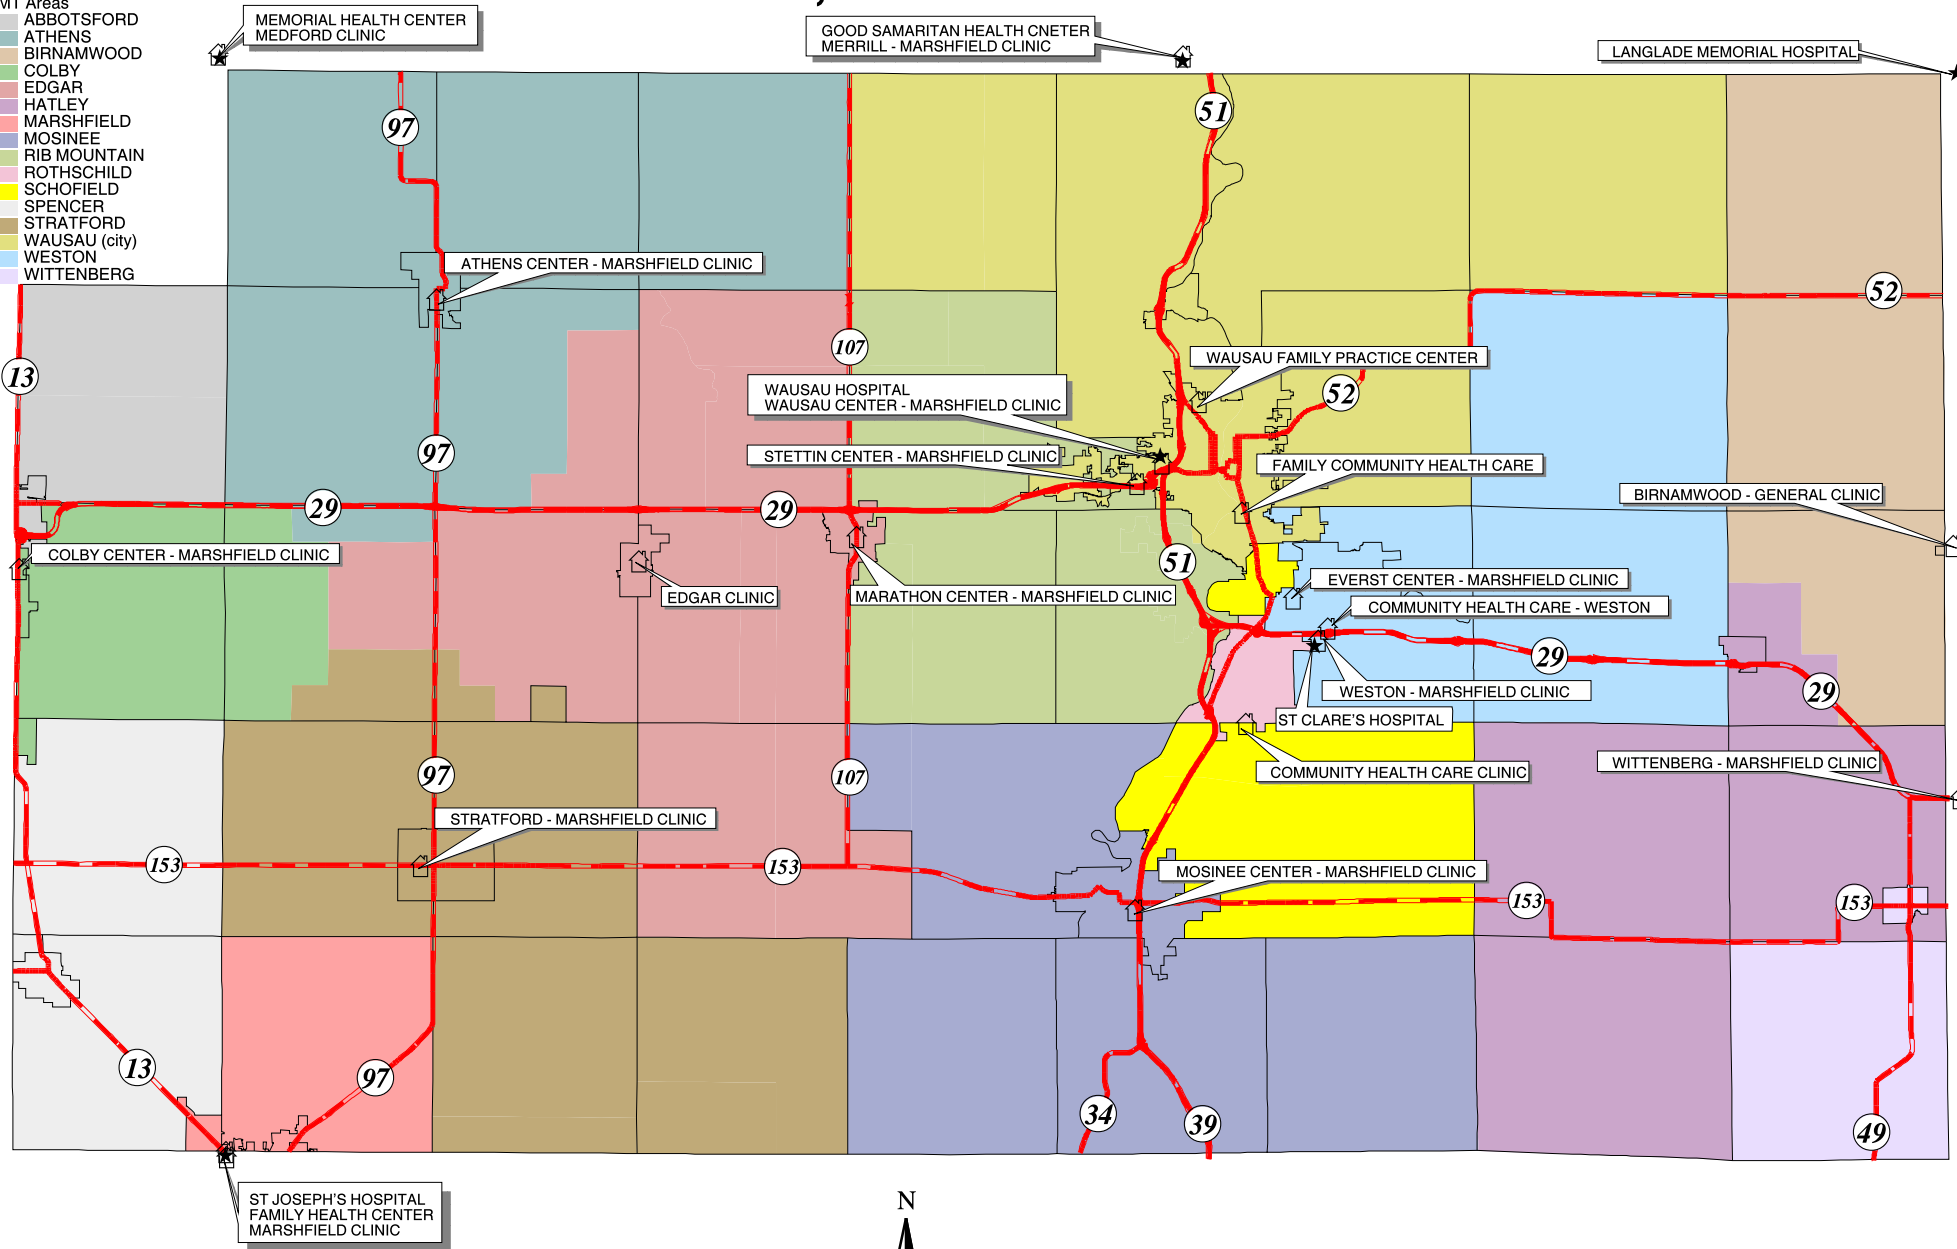 MT Areas
ABBOTSFORD
ATHENS
BIRNAMWOOD
COLBY
EDGAR
HATLEY
MARSHFIELD
MOSINEE
RIB MOUNTAIN
ROTHSCHILD
SCHOFIELD
SPENCER
STRATFORD
WAUSAU (city)
WESTON
WITTENBERG
MEMORIAL HEALTH CENTER
MEDFORD CLINIC
GOOD SAMARITAN HEALTH CNETER
MERRILL - MARSHFIELD CLINIC
LANGLADE MEMORIAL HOSPITAL
97
51
ATHENS CENTER - MARSHFIELD CLINIC
52
13
107
WAUSAU FAMILY PRACTICE CENTER
WAUSAU HOSPITAL
WAUSAU CENTER - MARSHFIELD CLINIC
52
97
STETTIN CENTER - MARSHFIELD CLINIC
FAMILY COMMUNITY HEALTH CARE
BIRNAMWOOD - GENERAL CLINIC
29
29
COLBY CENTER - MARSHFIELD CLINIC
51
EDGAR CLINIC
MARATHON CENTER - MARSHFIELD CLINIC
EVERST CENTER - MARSHFIELD CLINIC
COMMUNITY HEALTH CARE - WESTON
29
WESTON - MARSHFIELD CLINIC
29
ST CLARE'S HOSPITAL
97
107
COMMUNITY HEALTH CARE CLINIC
WITTENBERG - MARSHFIELD CLINIC
STRATFORD - MARSHFIELD CLINIC
153
153
MOSINEE CENTER - MARSHFIELD CLINIC
153
153
13
97
34
39
49
ST JOSEPH'S HOSPITAL
FAMILY HEALTH CENTER
MARSHFIELD CLINIC
N